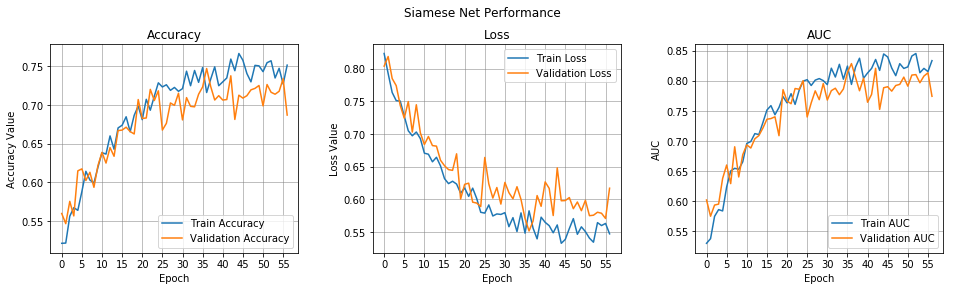 Siamese Net Performance
Accuracy
Accuracy Value
0.75
0.70
0.65
0.60
0.55
0 5 10 15 20 25 30 35 40 45 50 55
Epoch
Train Accuracy
Validation Accuracy
Loss
Loss Value
0.80
0.75
0.70
0.65
0.60
0.55
0 5 10 15 20 25 30 35 40 45 50 55
Epoch
Train Loss
Validation Loss
AUC
AUC
0.85
0.80
0.75
0.70
0.65
0.60
0.55
0 5 10 15 20 25 30 35 40 45 50 55
Epoch
Train AUC
Validation AUC